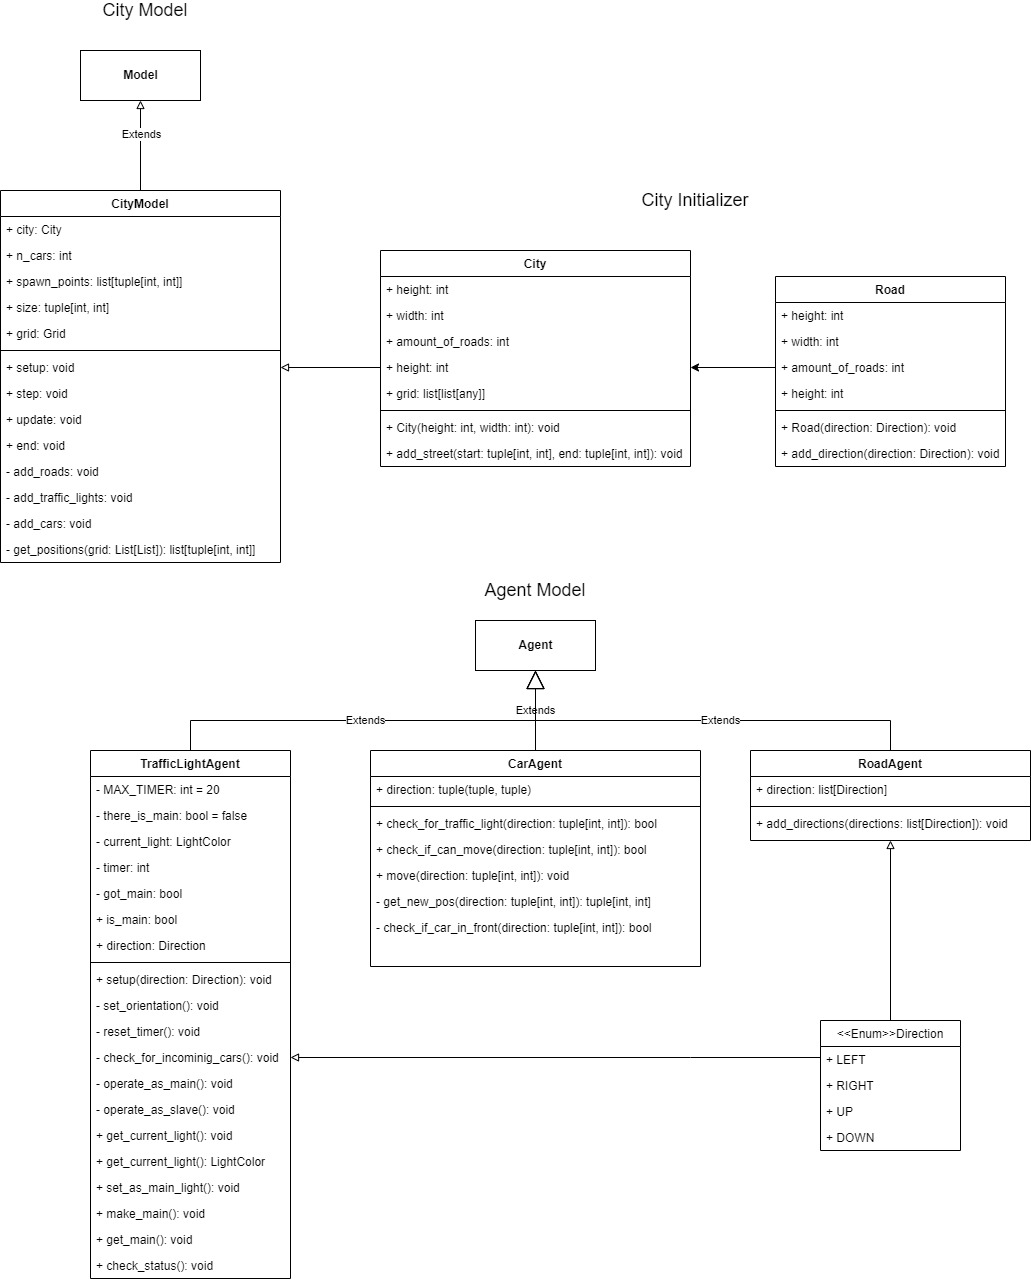 City Model
Model
Extends
CityModel
+ city: City
+ n_cars: int
+ spawn_points: list[tuple[int, int]]
+ size: tuple[int, int]
+ grid: Grid
+ setup: void
+ step: void
+ update: void
+ end: void
- add_roads: void
- add_traffic_lights: void
- add_cars: void
- get_positions(grid: List[List]): list[tuple[int, int]]
City Initializer
City
+ height: int
+ width: int
+ amount_of_roads: int
+ height: int
+ grid: list[list[any]]
+ City(height: int, width: int): void
+ add_street(start: tuple[int, int], end: tuple[int, int]): void
Road
+ height: int
+ width: int
+ amount_of_roads: int
+ height: int
+ Road(direction: Direction): void
+ add_direction(direction: Direction): void
Agent Model
Agent
Extends
Extends
Extends
TrafficLightAgent
- MAX_TIMER: int = 20
- there_is_main: bool = false
- current_light: LightColor
- timer: int
- got_main: bool
+ is_main: bool
+ direction: Direction
+ setup(direction: Direction): void
- set_orientation(): void
- reset_timer(): void
- check_for_incominig_cars(): void
- operate_as_main(): void
- operate_as_slave(): void
+ get_current_light(): void
+ get_current_light(): LightColor
+ set_as_main_light(): void
+ make_main(): void
+ get_main(): void
+ check_status(): void
CarAgent
+ direction: tuple(tuple, tuple)
+ check_for_traffic_light(direction: tuple[int, int]): bool
+ check_if_can_move(direction: tuple[int, int]): bool
+ move(direction: tuple[int, int]): void
- get_new_pos(direction: tuple[int, int]): tuple[int, int]
- check_if_car_in_front(direction: tuple[int, int]): bool
RoadAgent
+ direction: list[Direction]
+ add_directions(directions: list[Direction]): void
<<Enum>>Direction
+ LEFT
+ RIGHT
+ UP
+ DOWN